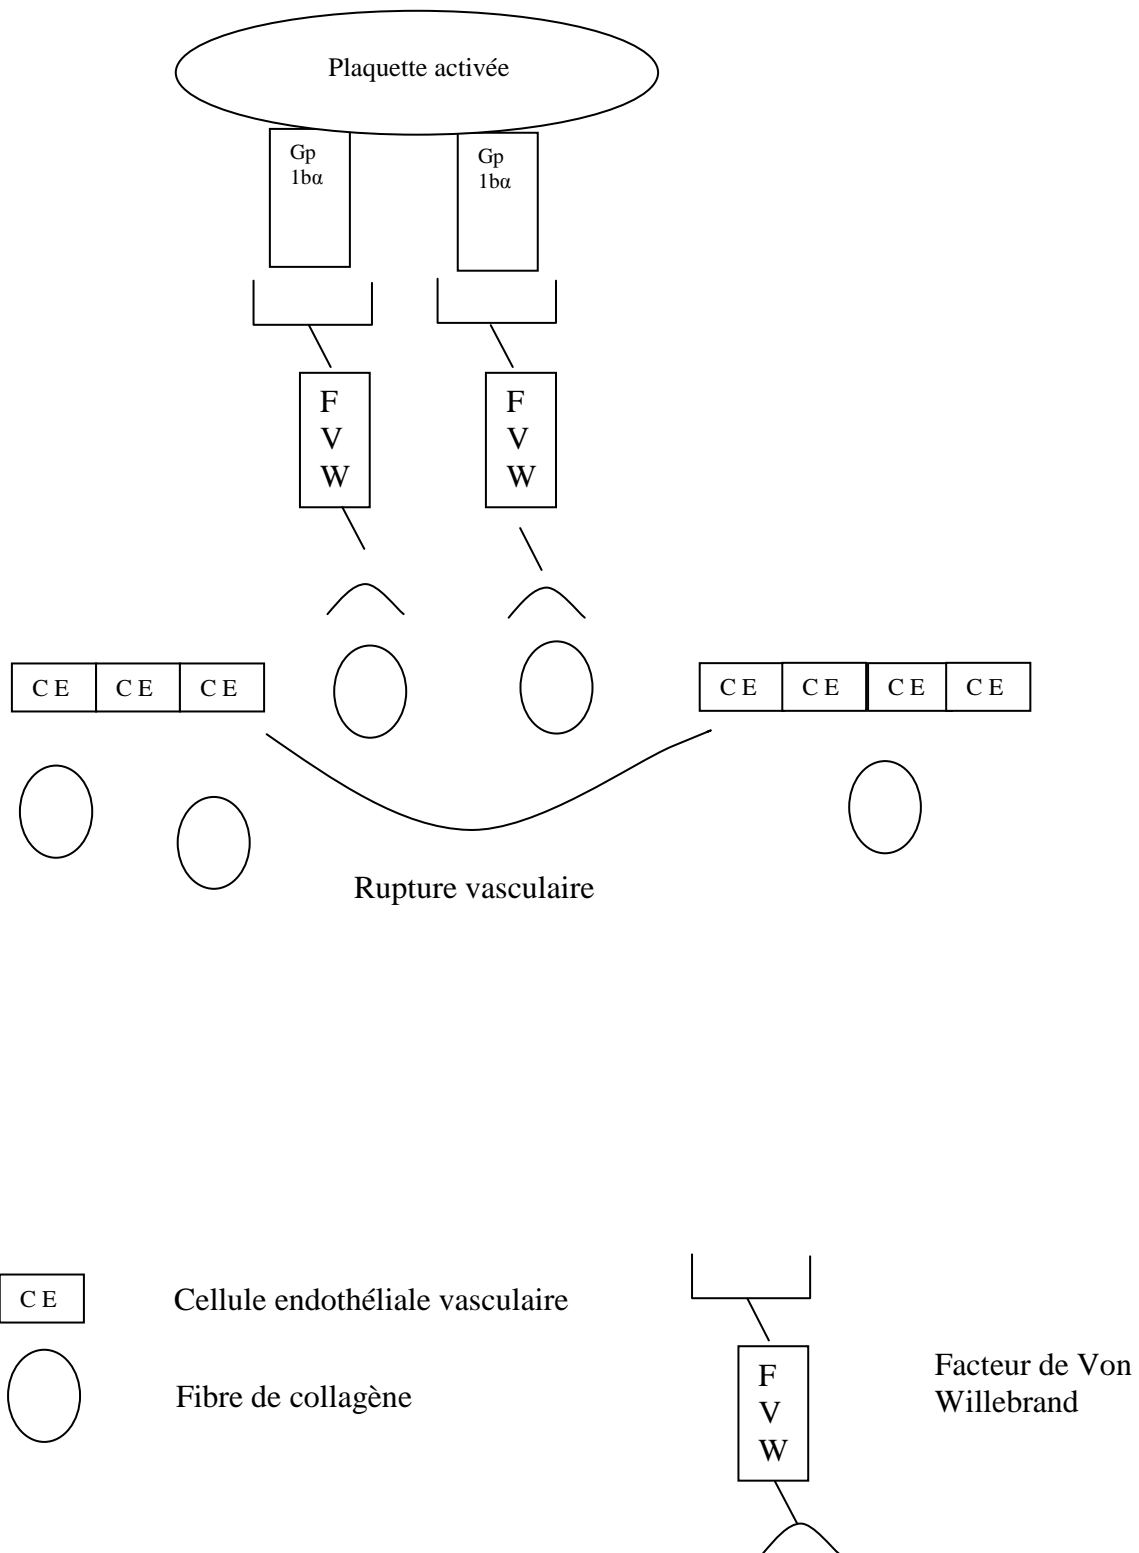 Plaquette activée
Gp
1bα
Gp
1bα
F
V
W
F
V
W
C E
C E
C E
C E
C E
C E
C E
Rupture vasculaire
C E
Cellule endothéliale vasculaire
Fibre de collagène
F
V
W
Facteur de Von
Willebrand